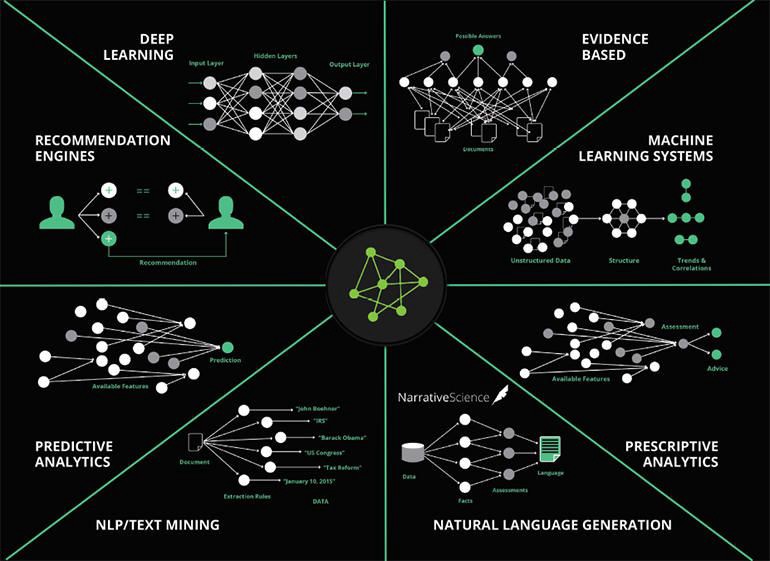 DEEP
LEARNING
Input Layer
Hidden Layers
Output Layer
Possible Answers
Documents
EVIDENCE
BASED
RECOMMENDATION
ENGINES
+ == +
+ == +
+
Recommendation
MACHINE
LEARNING SYSTEMS
Unstructured Data
Structure
Trends &
Correlations
Prediction
Available Features
PREDICTIVE
ANALYTICS
Assessment
Advice
Available Features
PRESCRIPTIVE
ANALYTICS
Document
"John Boehner"
"IRS"
"Barack Obama"
"US Congress"
"Tax Reform"
"January 10, 2015"
Extraction Rules
DATA
NLP/TEXT MINING
NarrativeScience
Data
Facts
Assessments
Language
NATURAL LANGUAGE GENERATION